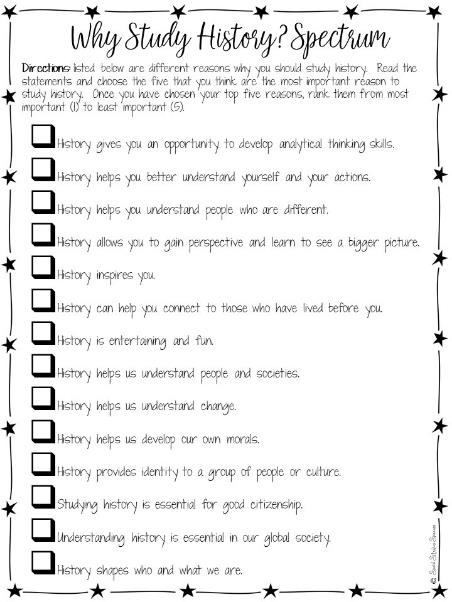 Why Study History? Spectrum
Directions: listed below are different reasons why you should study history. Read the
statements and choose the five that you think are the most important reason to
study history. Once you have chosen your top five reasons, rank them from most
important (1) to least important (5).
History gives you an opportunity to develop analytical thinking skills.
History helps you better understand yourself and your actions.
History helps you understand people who are different.
History allows you to gain perspective and learn to see a bigger picture.
History inspires you.
History can help you connect to those who have lived before you.
History is entertaining and fun.
History helps us understand people and societies.
History helps us understand change.
History helps us develop our own morals.
History provides identity to a group of people or culture.
Studying history is essential for good citizenship.
Understanding history is essential in our global society.
History shapes who and what we are.